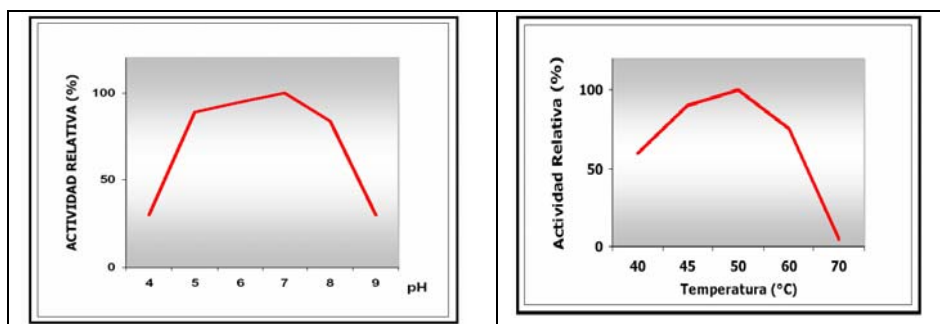 ACTIVIDAD RELATIVA (%)
100
50
0
4 5 6 7 8 9 pH
Actividad Relativa (%)
100
50
0
40 45 50 60 70
Temperatura (°C)